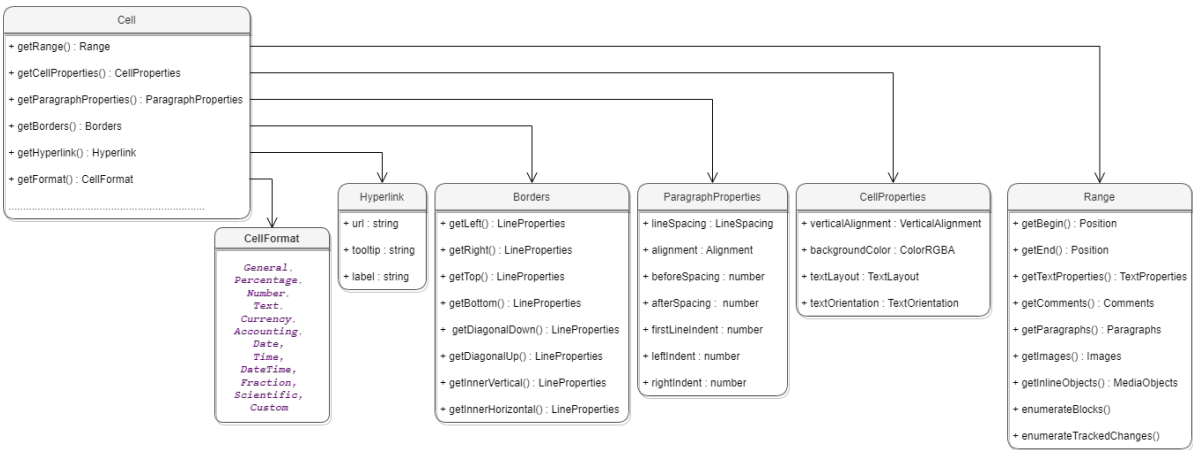 Cell
+ getRange() : Range
+ getCellProperties() : CellProperties
+ getParagraphProperties() : ParagraphProperties
+ getBorders() : Borders
+ getHyperlink() : Hyperlink
+ getFormat() : CellFormat
CellFormat
General.
Percentage.
Number.
Text.
Currency.
Accounting.
Date,
Time,
DateTime,
Fraction,
Scientific,
Custom
Hyperlink
+ url : string
+ tooltip : string
+ label : string
Borders
+ getLeft() : LineProperties
+ getRight() : LineProperties
+ getTop() : LineProperties
+ getBottom() : LineProperties
+ getDiagonalDown() : LineProperties
+ getDiagonalUp() : LineProperties
+ getInnerVertical() : LineProperties
+ getInnerHorizontal() : LineProperties
ParagraphProperties
+ lineSpacing : LineSpacing
+ alignment : Alignment
+ beforeSpacing : number
+ afterSpacing : number
+ firstLineIndent : number
+ leftIndent : number
+ rightIndent : number
CellProperties
+ verticalAlignment : VerticalAlignment
+ backgroundColor : ColorRGBA
+ textLayout : TextLayout
+ textOrientation : TextOrientation
Range
+ getBegin() : Position
+ getEnd() : Position
+ getTextProperties() : TextProperties
+ getComments() : Comments
+ getParagraphs() : Paragraphs
+ getImages() : Images
+ getInlineObjects() : MediaObjects
+ enumerateBlocks()
+ enumerateTrackedChanges()